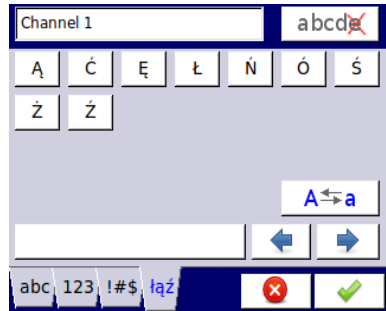 Channel 1 abcde
Ą Ć Ę Ł Ń Ó Ś
Ż Ź
A a
abc 123 !#$ łąź